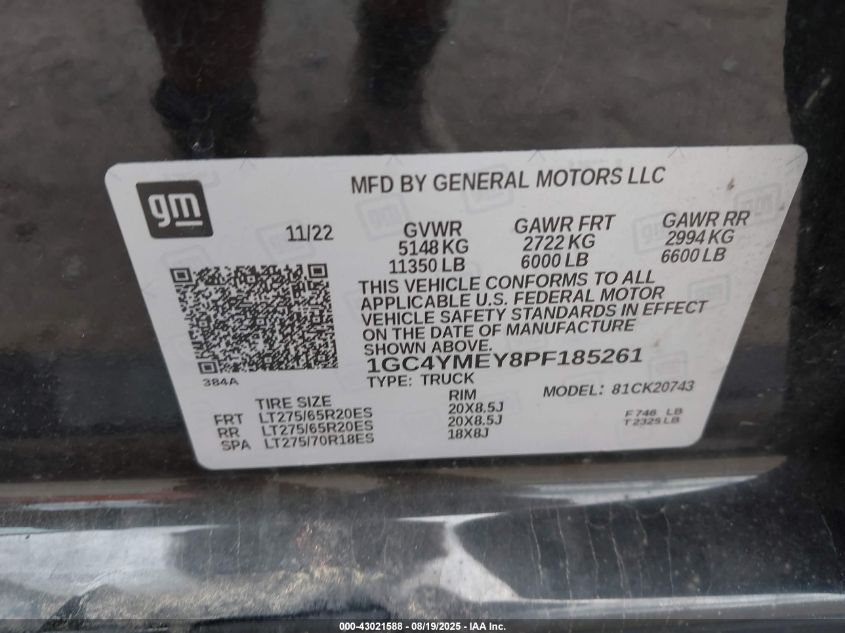 gm
MFD BY GENERAL MOTORS LLC
11/22
GVWR GAWR FRT GAWR RR
5148 KG 2722 KG 2994 KG
11350 LB 6000 LB 6600 LB
THIS VEHICLE CONFORMS TO ALL
APPLICABLE U.S. FEDERAL MOTOR
VEHICLE SAFETY STANDARDS IN EFFECT
ON THE DATE OF MANUFACTURE
SHOWN ABOVE.
384A
1GC4YMEY8PF185261
TYPE: TRUCK MODEL: 81CK20743
TIRE SIZE RIM
FRT LT275/65R20ES 20X8.5J
RR LT275/65R20ES 20X8.5J
SPA LT275/70R18ES 18X8J
F 746 LB
T 2325 LB
000-43021588 - 08/19/2025 - IAA Inc.